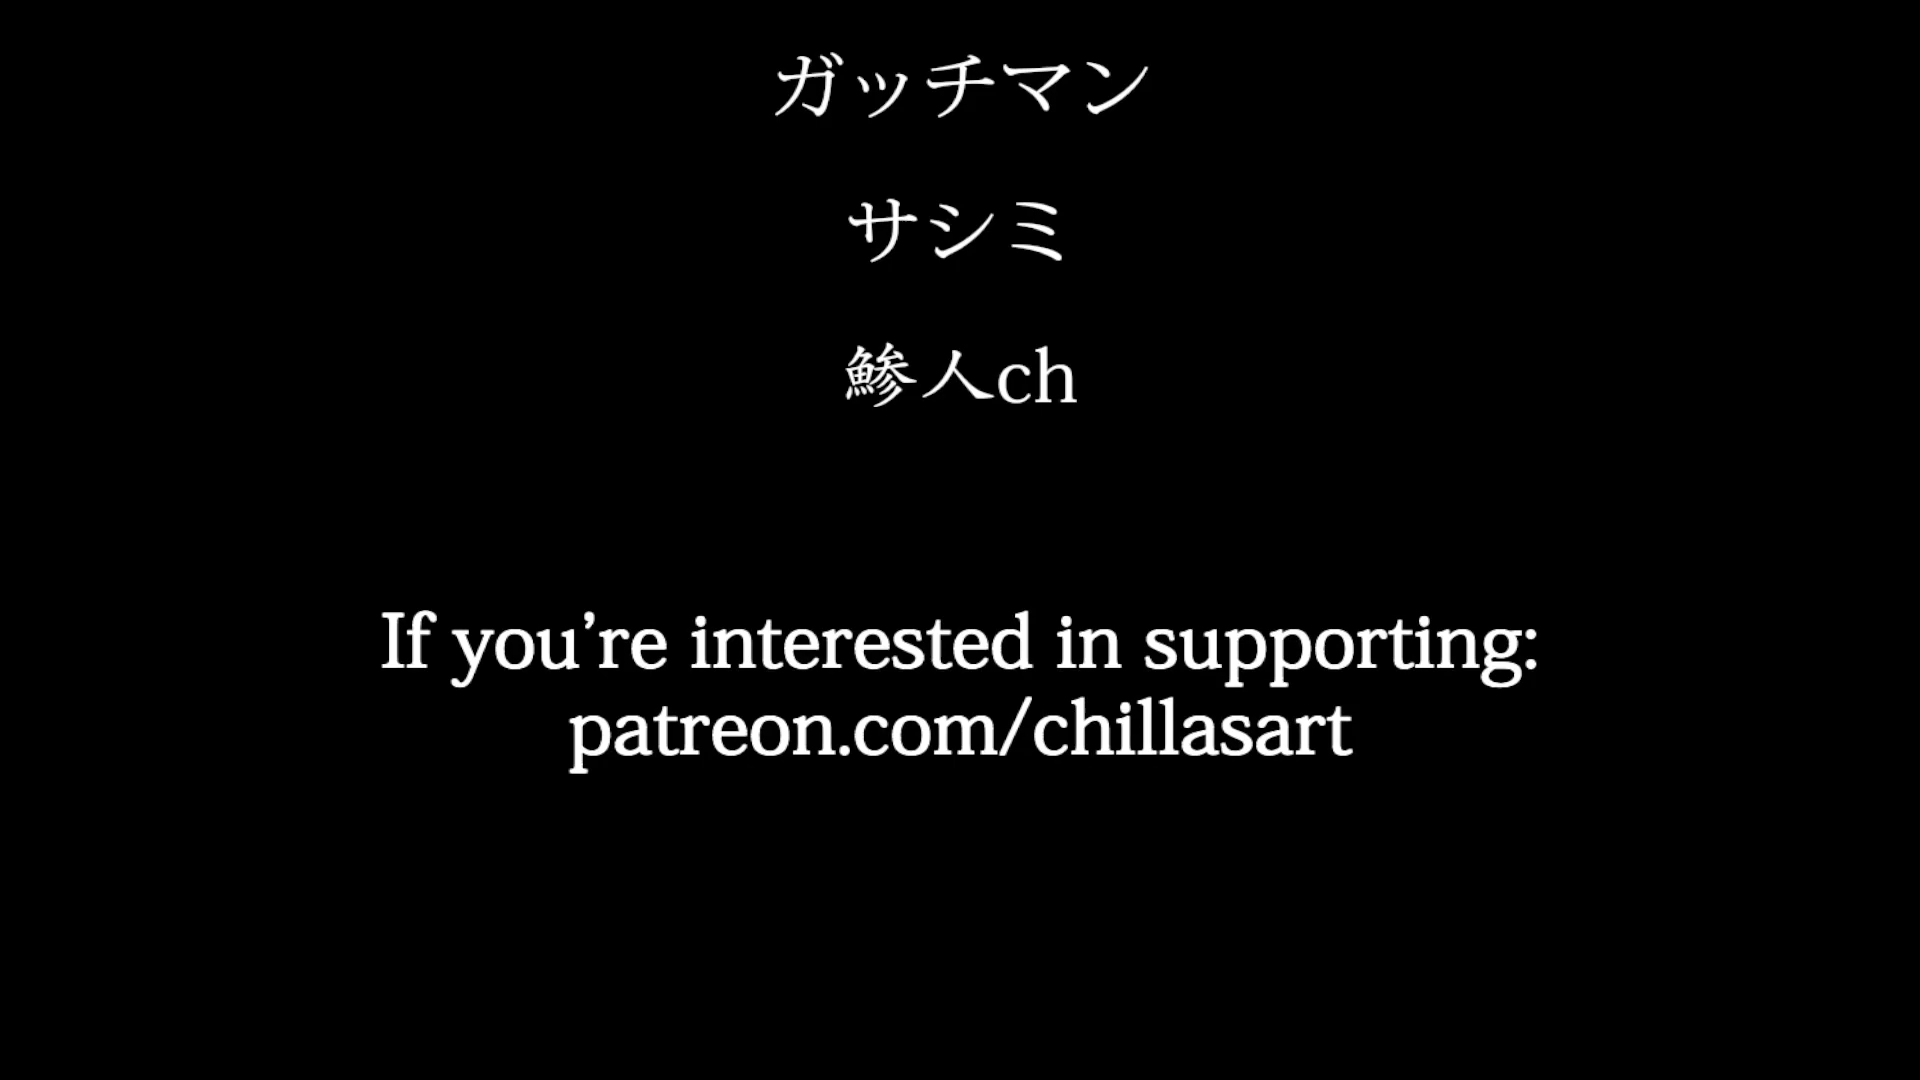 ガッチマン
サシミ
鯵人ch
If you’re interested in supporting:
patreon.com/chillasart